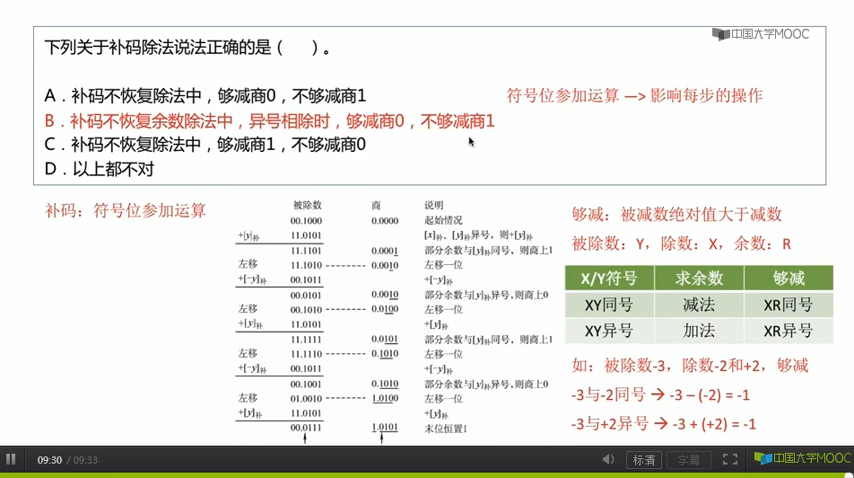 中国大学MOOC
下列关于补码除法说法正确的是（ ）。
A．补码不恢复除法中，够减商0，不够减商1
符号位参加运算 —> 影响每步的操作
B．补码不恢复余数除法中，异号相除时，够减商0，不够减商1
C．补码不恢复除法中，够减商1，不够减商0
D．以上都不对
补码：符号位参加运算
被除数 商 说明
00.1000 0.0000 起始情况
+[y]补 11.0101 [x]补、[y]补异号，则+[y]补
11.1101 0.0001 部分余数与[y]补同号，则商上1
左移 11.1010 0.0010 左移一位
+[-y]补 00.1011 +[-y]补
00.0101 0.0010 部分余数与[y]补异号,则商上0
左移 00.1010 0.0100 左移一位
+[y]补 11.0101 +[y]补
11.1111 0.0101 部分余数与[y]补同号，则商上1
左移 11.1110 0.1010 左移一位
+[-y]补 00.1011 +[-y]补
00.1001 0.1010 部分余数与[y]补异号，则商上0
左移 01.0010 1.0100 左移一位
+[y]补 11.0101 +[y]补
00.0111 1.0101 末位恒置1
够减：被减数绝对值大于减数
被除数：Y，除数：X，余数：R
X/Y符号 求余数 够减
XY同号 减法 XR同号
XY异号 加法 XR异号
如：被除数-3，除数-2和+2，够减
-3与-2同号 → -3 – (-2) = -1
-3与+2异号 → -3 + (+2) = -1
09:30 / 09:33
标清
字幕
中国大学MOOC